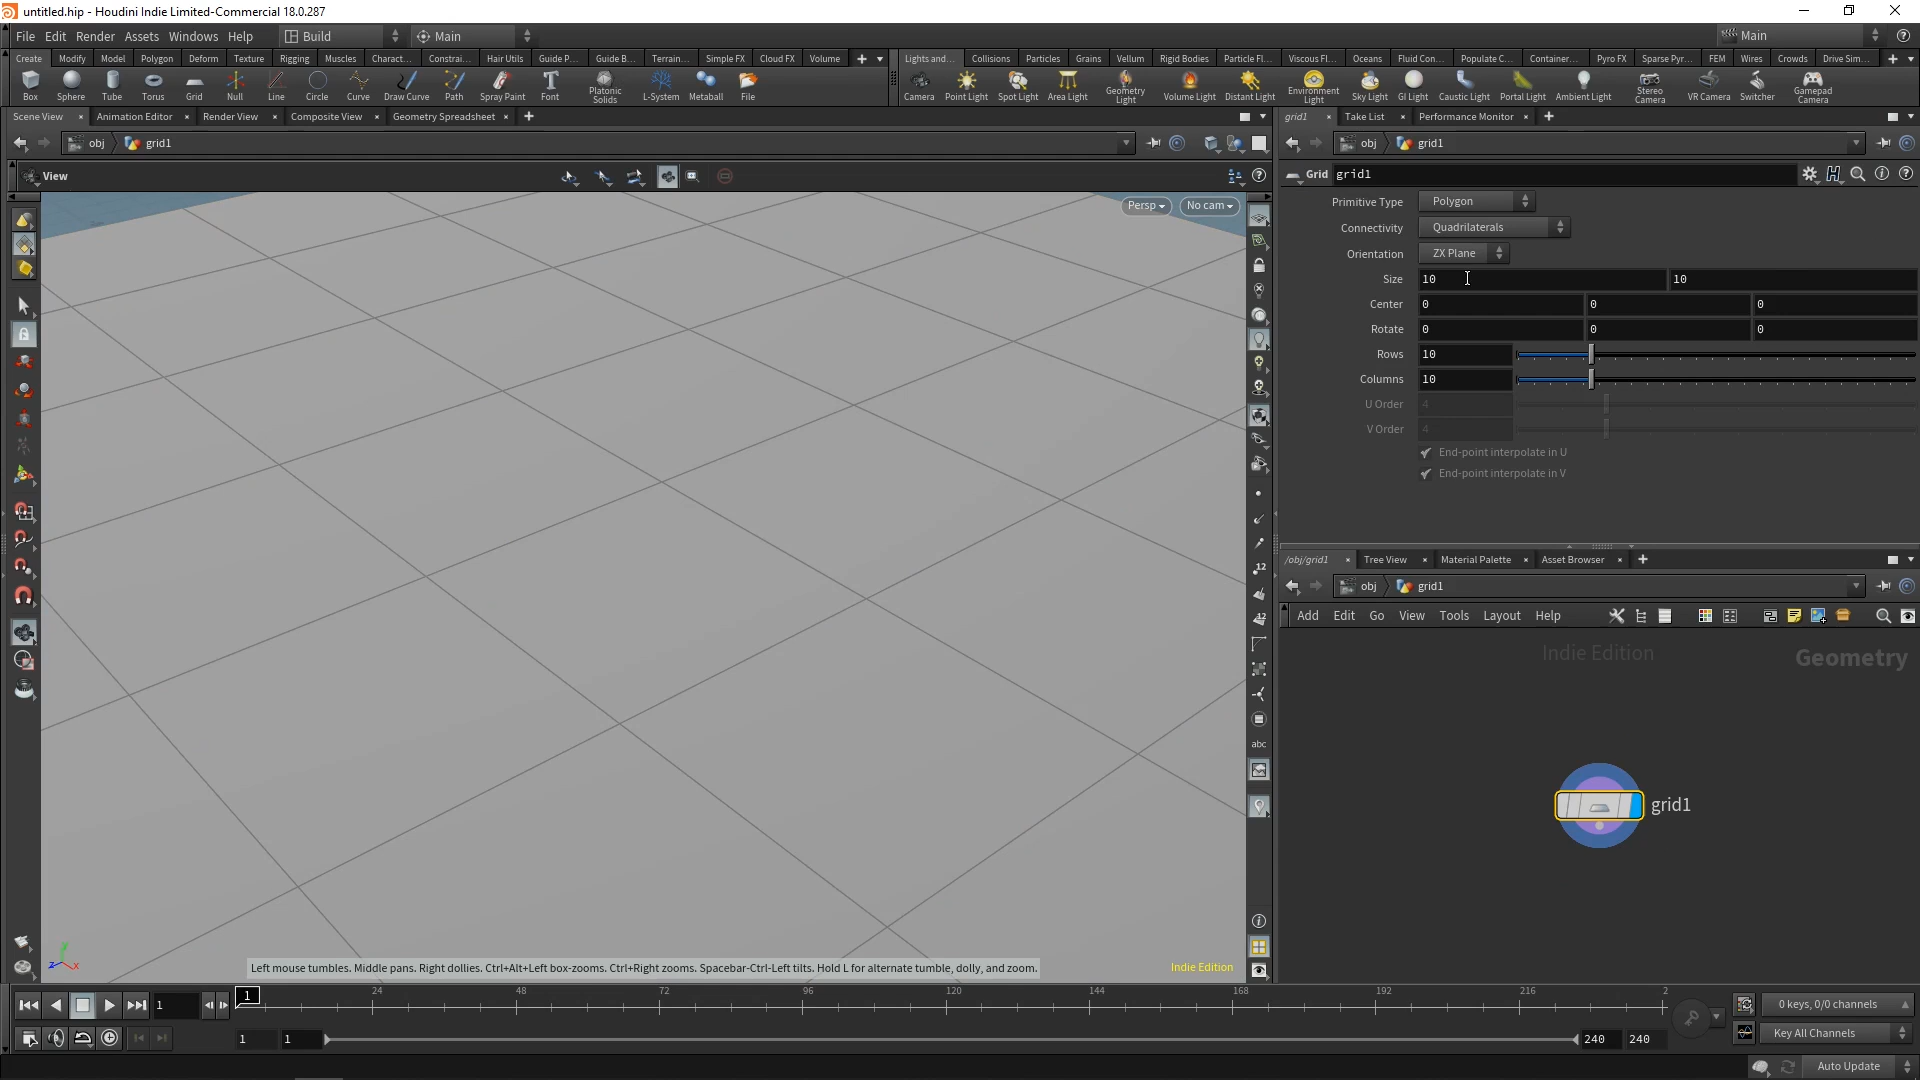 untitled.hip - Houdini Indie Limited-Commercial 18.0.287
File Edit Render Assets Windows Help Build Main Main
Create Modify Model Polygon Deform Texture Rigging Muscles Charact... Constrai... Hair Utils Guide P... Guide B... Terrain... Simple FX Cloud FX Volume
Lights and... Collisions Particles Grains Vellum Rigid Bodies Particle Fl... Viscous Fl... Oceans Fluid Con... Populate C... Container... Pyro FX Sparse Pyr... FEM Wires Crowds Drive Sim...
Box Sphere Tube Torus Grid Null Line Circle Curve Draw Curve Path Spray Paint Font Platonic Solids L-System Metaball File
Camera Point Light Spot Light Area Light Geometry Light Volume Light Distant Light Environment Light Sky Light GI Light Caustic Light Portal Light Ambient Light Stereo Camera VR Camera Switcher Gamepad Camera
Scene View Animation Editor Render View Composite View Geometry Spreadsheet
obj grid1
View
Persp No cam
12
12
abc
Left mouse tumbles. Middle pans. Right dollies. Ctrl+Alt+Left box-zooms. Ctrl+Right zooms. Spacebar-Ctrl-Left tilts. Hold L for alternate tumble, dolly, and zoom.
Indie Edition
grid1 Take List Performance Monitor
obj grid1
Grid grid1
Primitive Type Polygon
Connectivity Quadrilaterals
Orientation ZX Plane
Size 10 10
Center 0 0 0
Rotate 0 0 0
Rows 10
Columns 10
U Order 4
V Order 4
End-point interpolate in U
End-point interpolate in V
/obj/grid1 Tree View Material Palette Asset Browser
obj grid1
Add Edit Go View Tools Layout Help
Indie Edition
Geometry
grid1
1 1 24 48 72 96 120 144 168 192 216 2
0 keys, 0/0 channels
1 1 240 240
Key All Channels
Auto Update